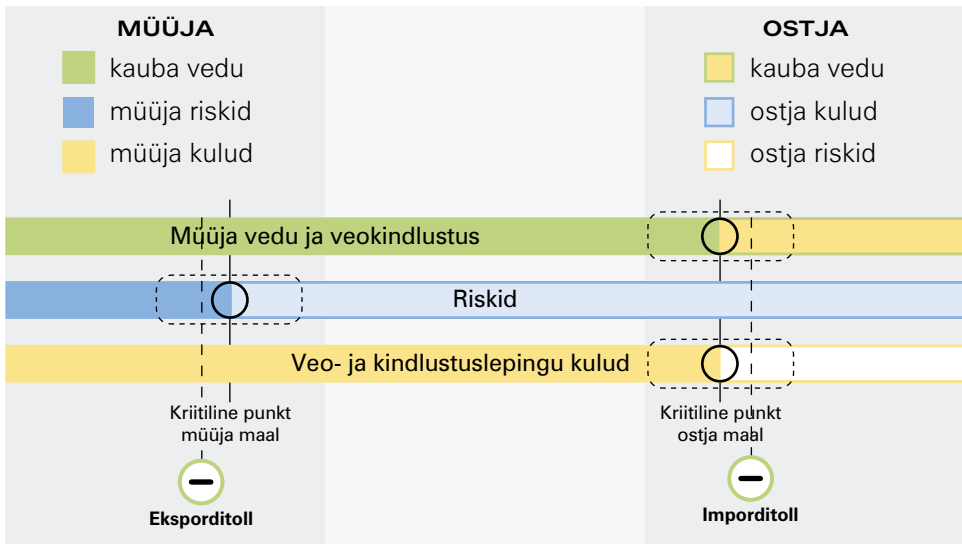 MÜÜJA
kauba vedu
müüja riskid
müüja kulud
OSTJA
kauba vedu
ostja kulud
ostja riskid
Müüja vedu ja veokindlustus
Riskid
Veo- ja kindlustuslepingu kulud
Kriitiline punkt
müüja maal
Kriitiline punkt
ostja maal
Eksporditoll
Imporditoll